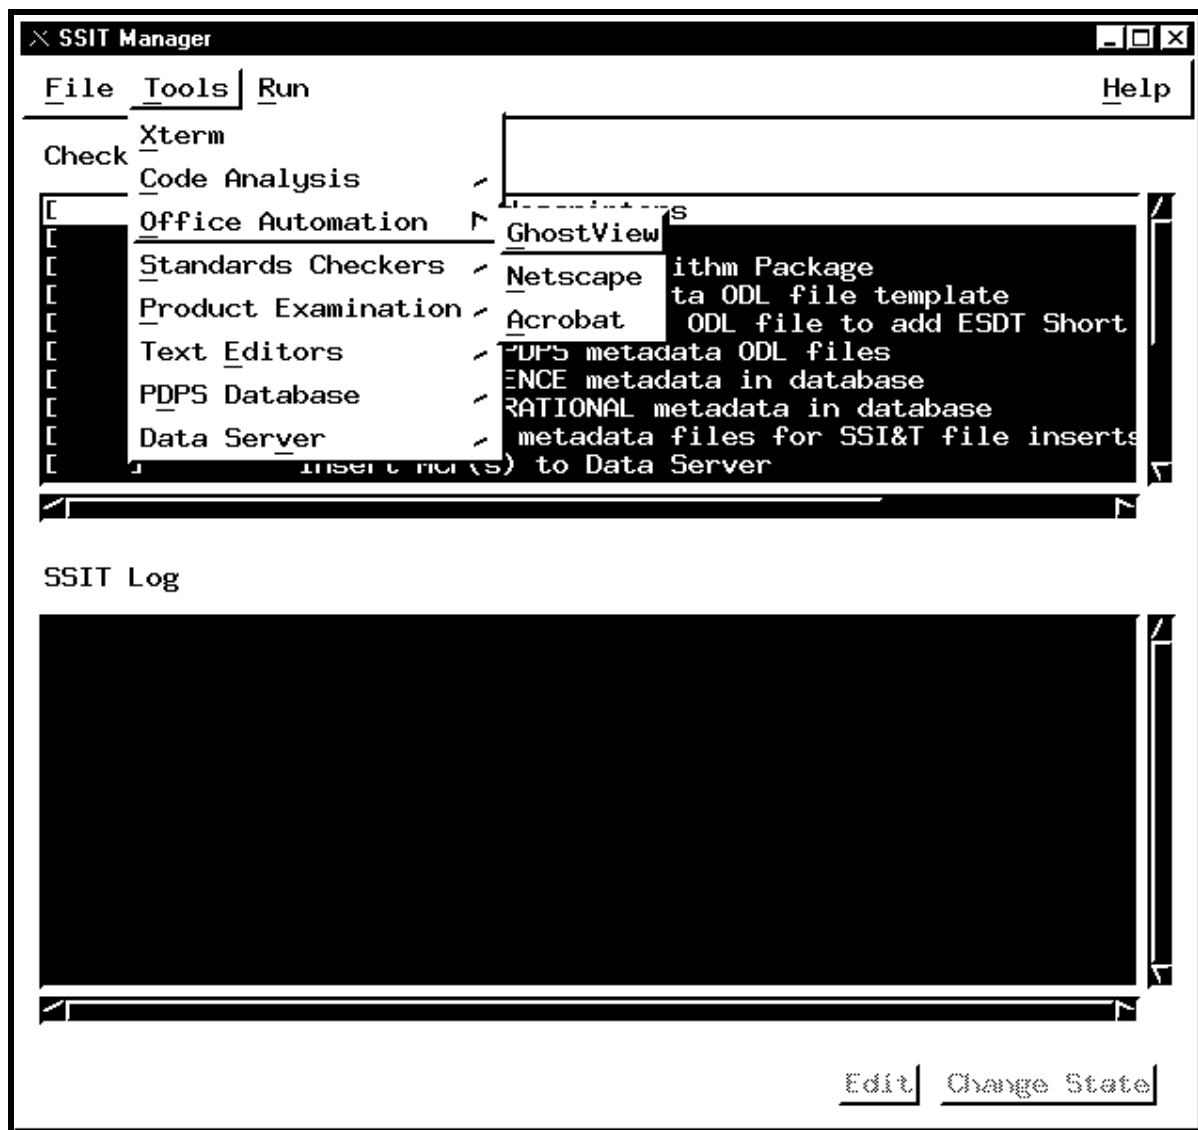 SSIT Manager
File Tools Run Help
Check
Xterm
Code Analysis
Office Automation
Standards Checkers
Product Examination
Text Editors
PDPS Database
Data Server
GhostView
Netscape
Acrobat
[
[
[ ithm Package
[ ta ODL file template
[ ODL file to add ESDT Short
[ PDPS metadata ODL files
[ ENCE metadata in database
[ RATIONAL metadata in database
[ metadata files for SSI&T file inserts
[ ] Insert MCF(s) to Data Server
SSIT Log
Edit Change State